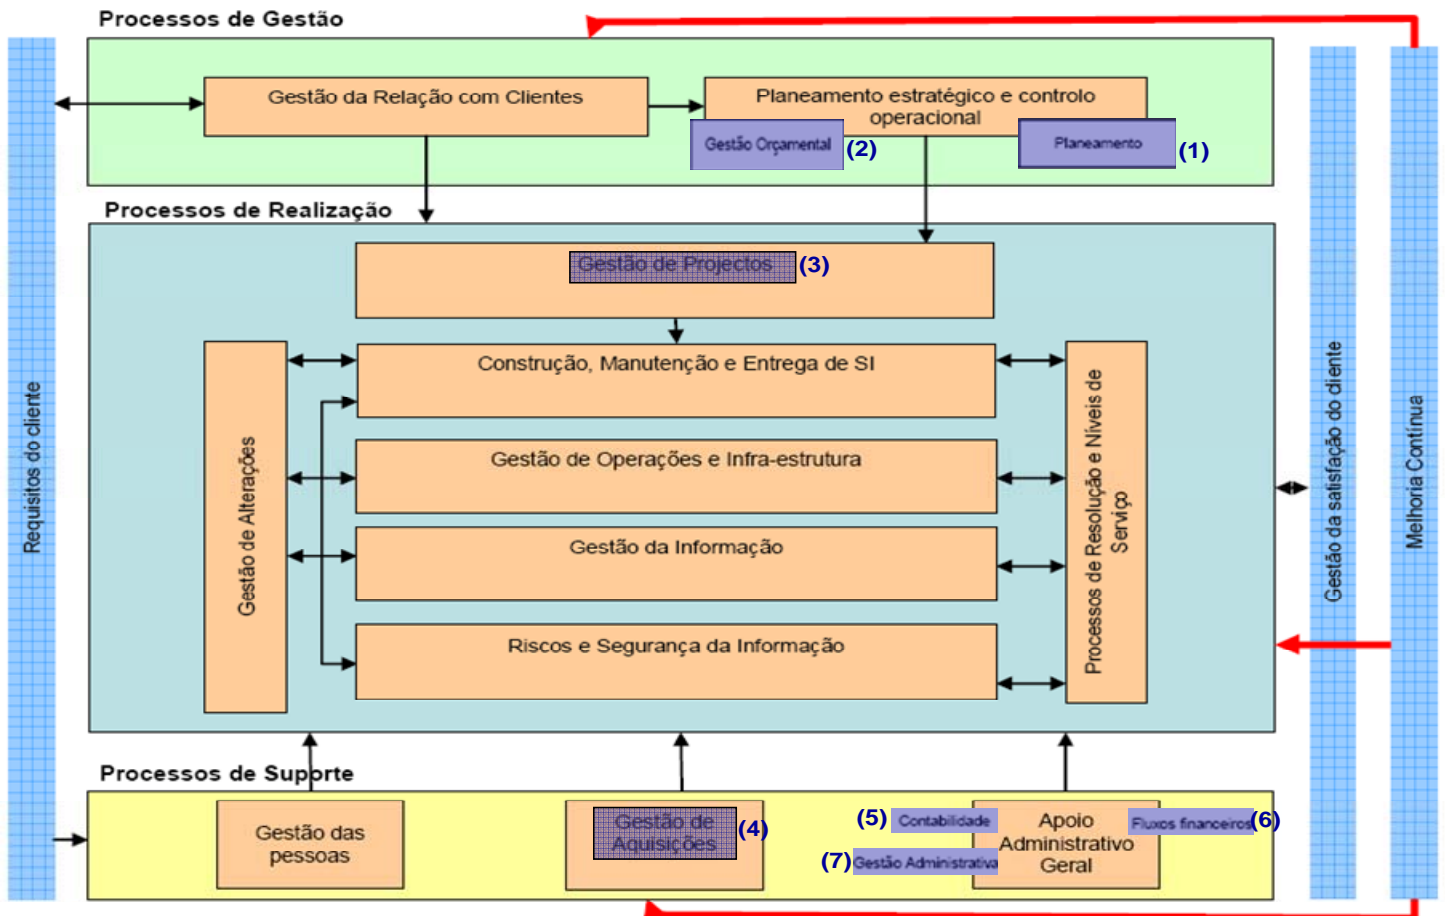 Processos de Gestão
Requisitos do cliente
Gestão da Relação com Clientes
Planeamento estratégico e controlo
operacional
Gestão Orçamental
(2)
Planeamento
(1)
Processos de Realização
Gestão de Projectos
(3)
Gestão de Alterações
Construção, Manutenção e Entrega de SI
Gestão de Operações e Infra-estrutura
Gestão da Informação
Riscos e Segurança da Informação
Processos de Resolução e Níveis de
Serviço
Gestão da satisfação do cliente
Melhoria Contínua
Processos de Suporte
Gestão das
pessoas
Gestão de
Aquisições
(4)
(5)
Contabilidade
Apoio
Administrativo
Geral
Fluxos financeiros
(6)
(7)
Gestão Administrativa